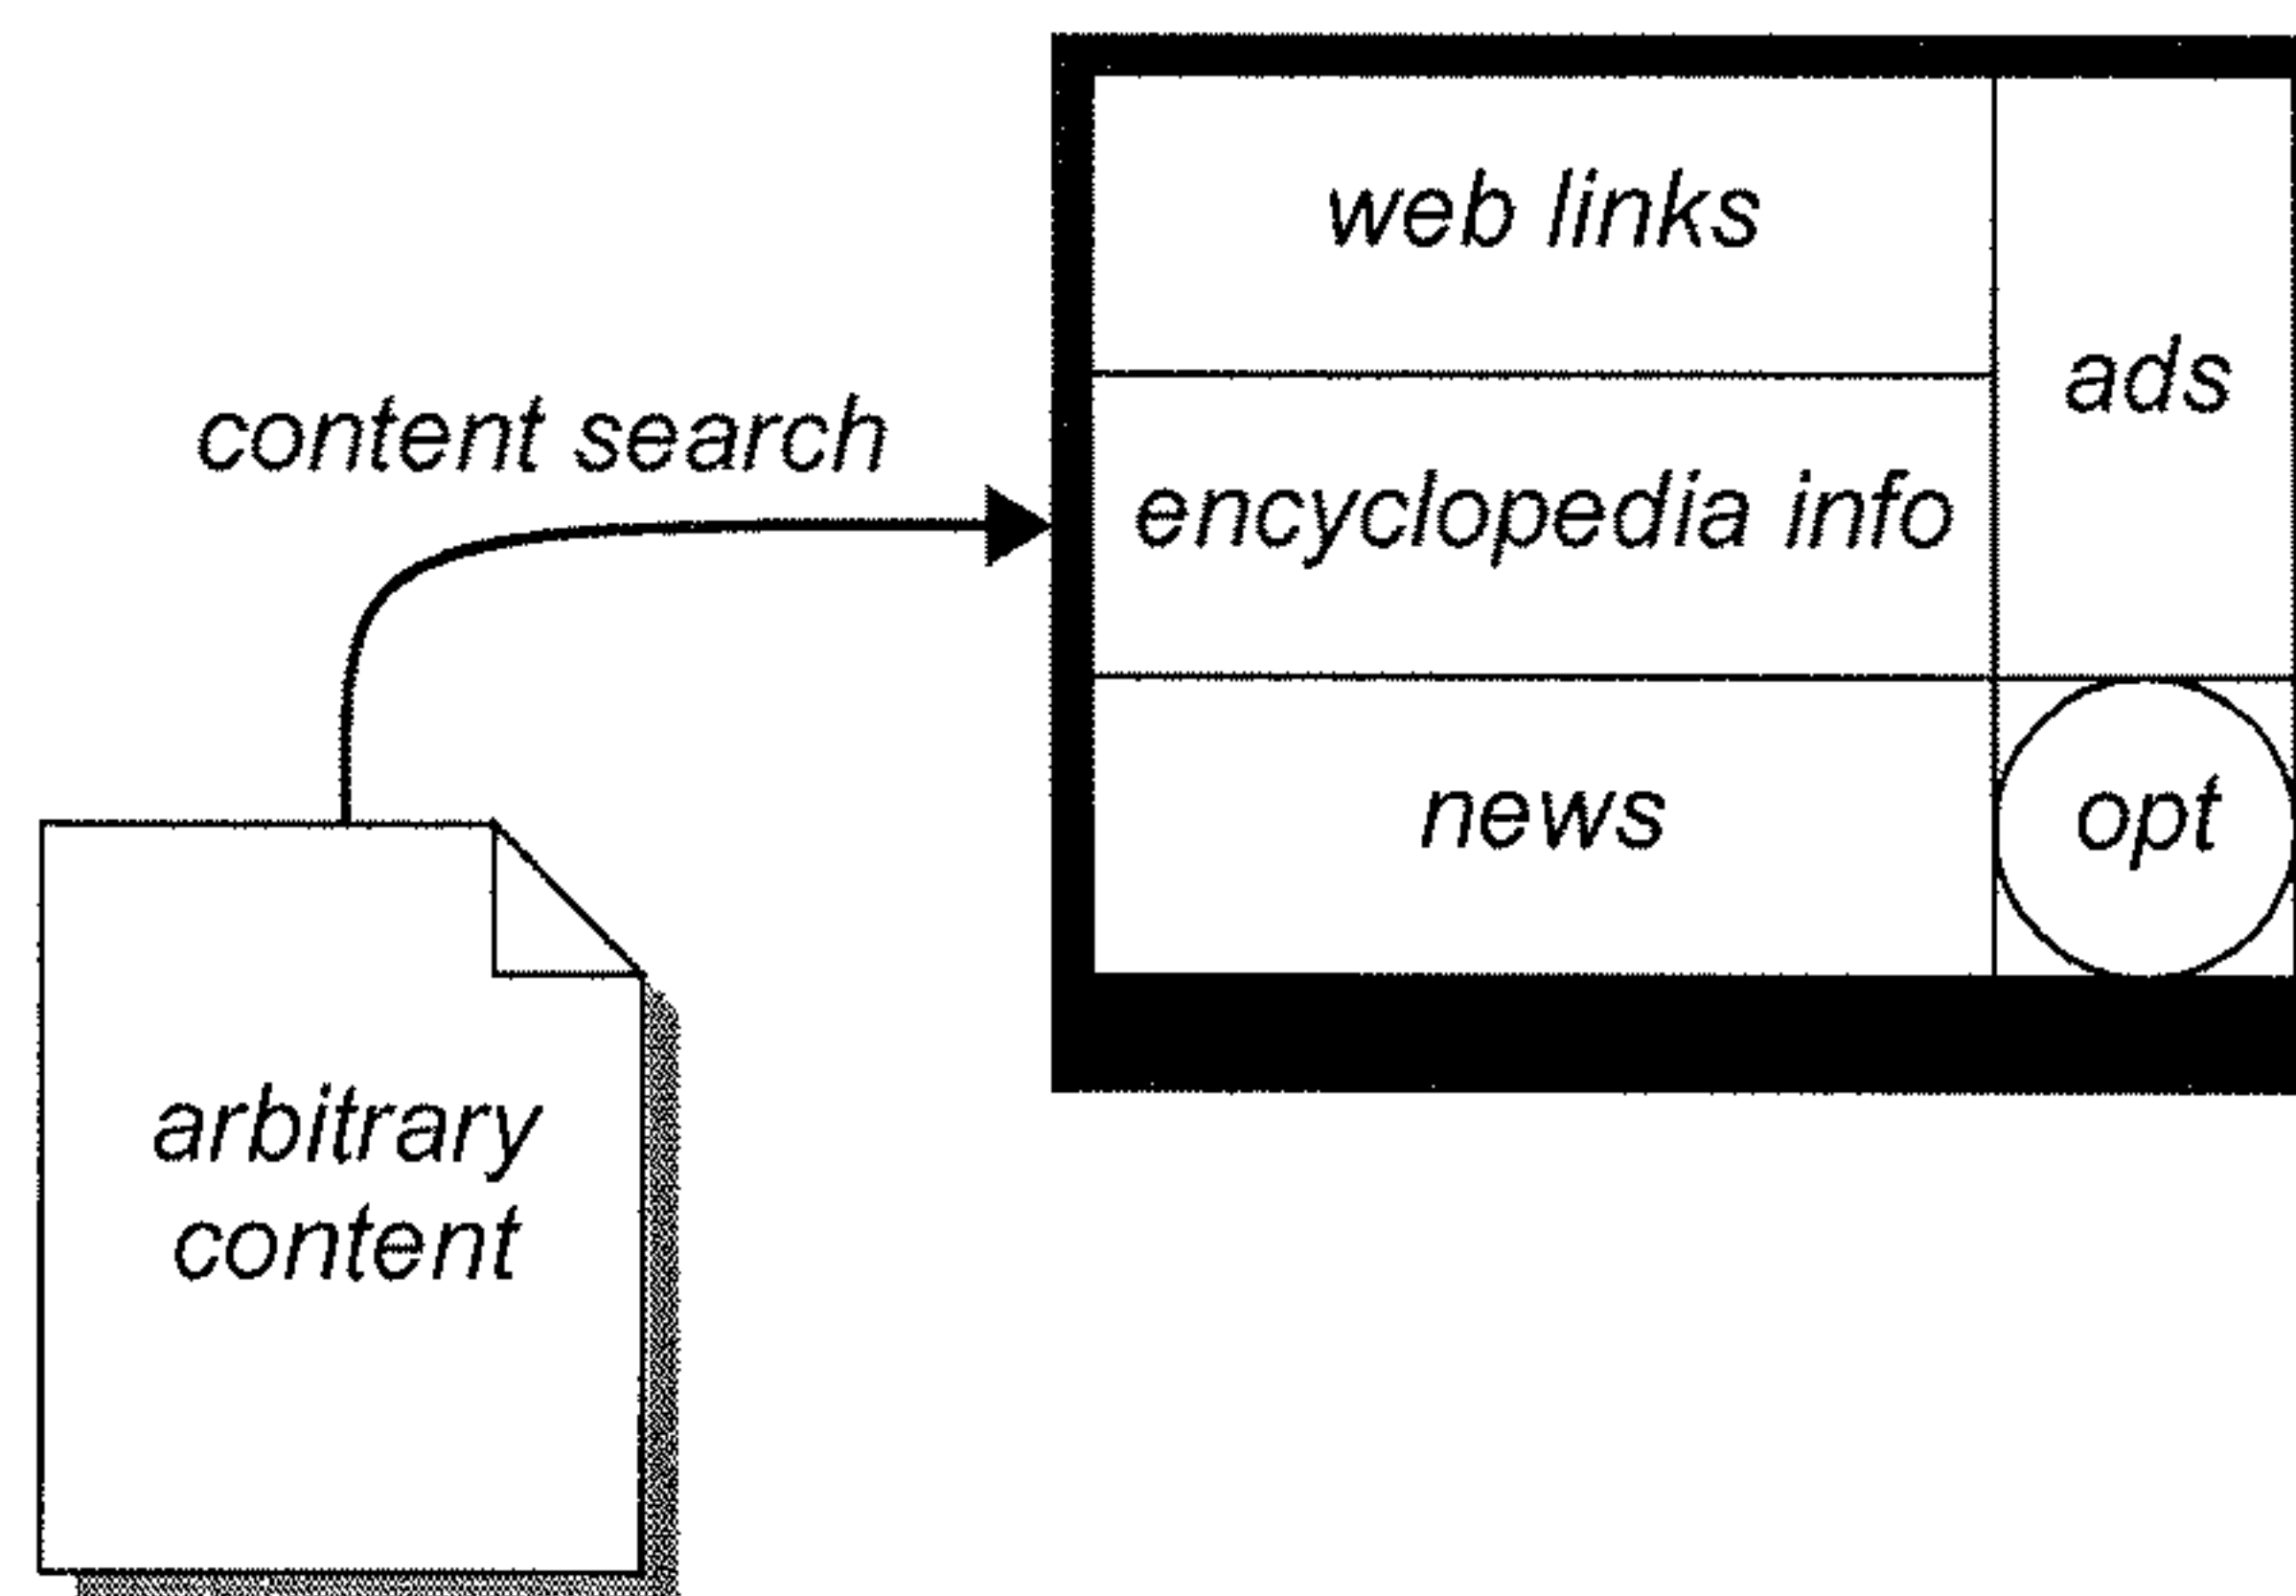 web links
ads
content search
encyclopedia info
news
opt
arbitrary
content